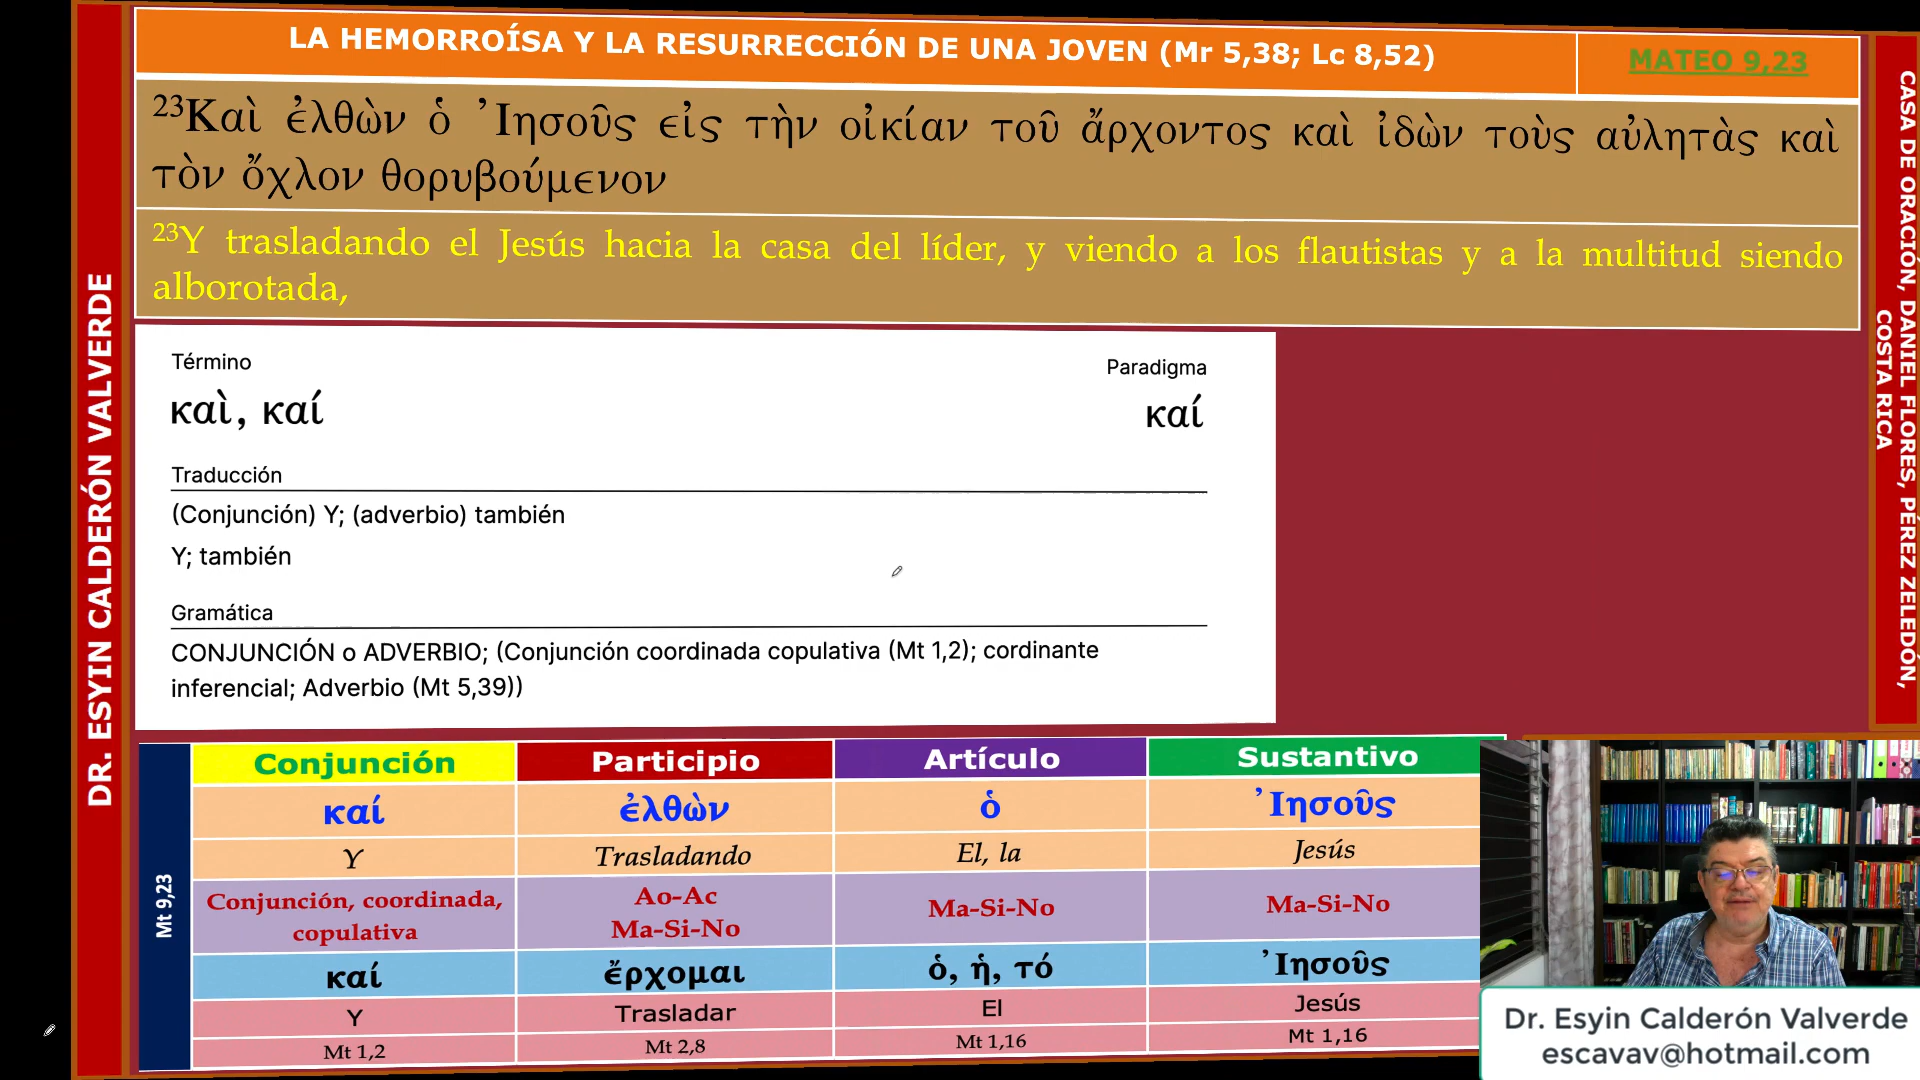 LA HEMORROÍSA Y LA RESURRECCIÓN DE UNA JOVEN (Mr 5,38; Lc 8,52)
MATEO 9,23
²³Καὶ ἐλθὼν ὁ Ἰησοῦς εἰς τὴν οἰκίαν τοῦ ἄρχοντος καὶ ἰδὼν τοὺς αὐλητὰς καὶ
τὸν ὄχλον θορυβούμενον
²³Y trasladando el Jesús hacia la casa del líder, y viendo a los flautistas y a la multitud siendo
alborotada,
DR. ESYIN CALDERÓN VALVERDE
CASA DE ORACIÓN, DANIEL FLORES, PÉREZ ZELEDÓN,
COSTA RICA
Término
Paradigma
καὶ, καί
καί
Traducción
(Conjunción) Y; (adverbio) también
Y; también
Gramática
CONJUNCIÓN o ADVERBIO; (Conjunción coordinada copulativa (Mt 1,2); cordinante
inferencial; Adverbio (Mt 5,39))
Mt 9,23
Conjunción Participio Artículo Sustantivo
καί ἐλθὼν ὁ Ἰησοῦς
Y Trasladando El, la Jesús
Conjunción, coordinada,
copulativa
Ao-Ac
Ma-Si-No
Ma-Si-No
Ma-Si-No
καί ἔρχομαι ὁ, ἡ, τό Ἰησοῦς
Y Trasladar El Jesús
Mt 1,2 Mt 2,8 Mt 1,16 Mt 1,16
Dr. Esyin Calderón Valverde
escavav@hotmail.com